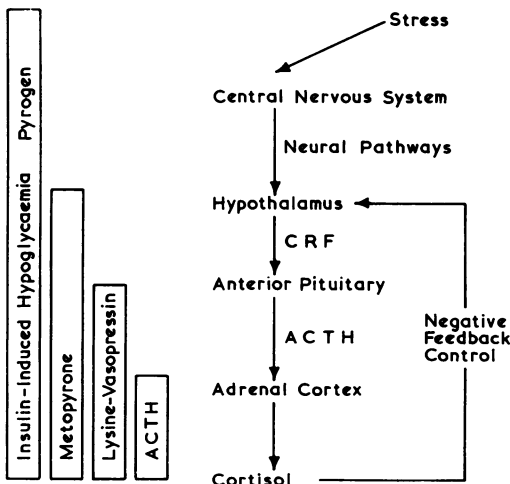 Stress
Central Nervous System
Neural Pathways
Hypothalamus
CRF
Anterior Pituitary
ACTH
Adrenal Cortex
Cortisol
Negative
Feedback
Control
Insulin-Induced Hypoglycaemia Pyrogen
Metopyrone
Lysine-Vasopressin
ACTH